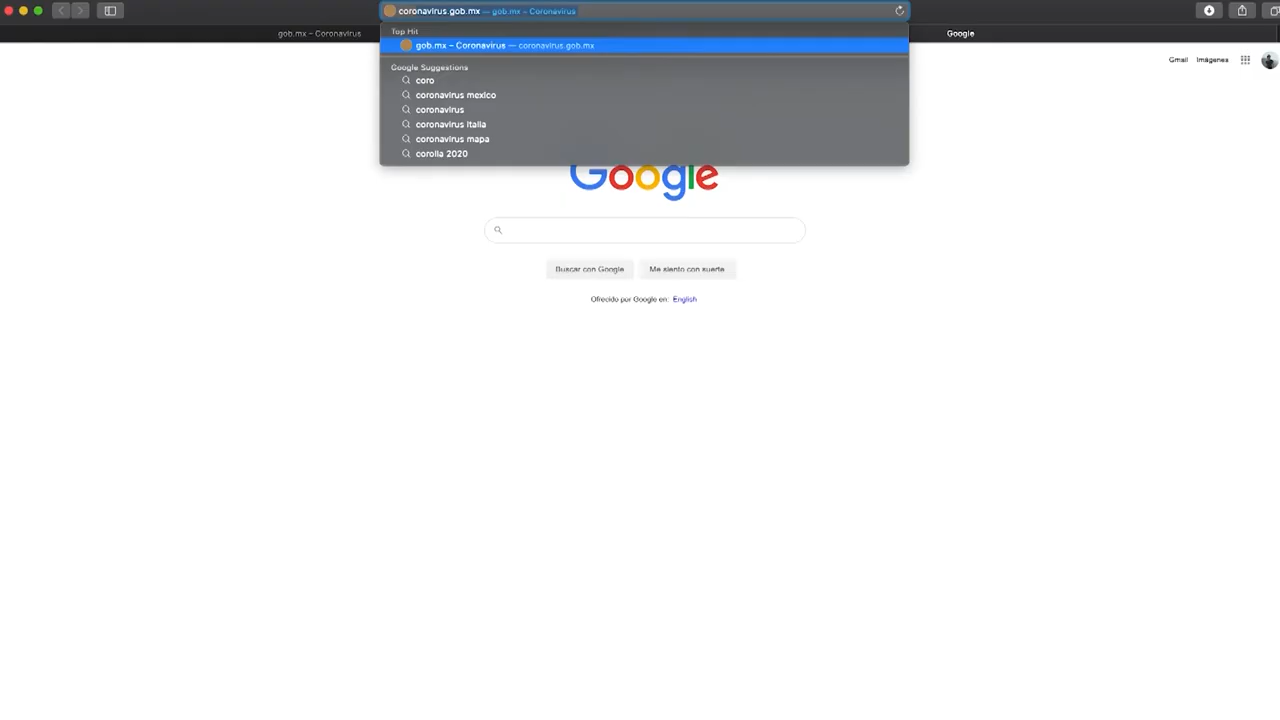 coronavirus.gob.mx — gob.mx – Coronavirus
gob.mx – Coronavirus
Google
Top Hit
gob.mx – Coronavirus — coronavirus.gob.mx
Google Suggestions
coro
coronavirus mexico
coronavirus
coronavirus italia
coronavirus mapa
corolla 2020
Gmail Imágenes
Google
Buscar con Google Me siento con suerte
Ofrecido por Google en: English